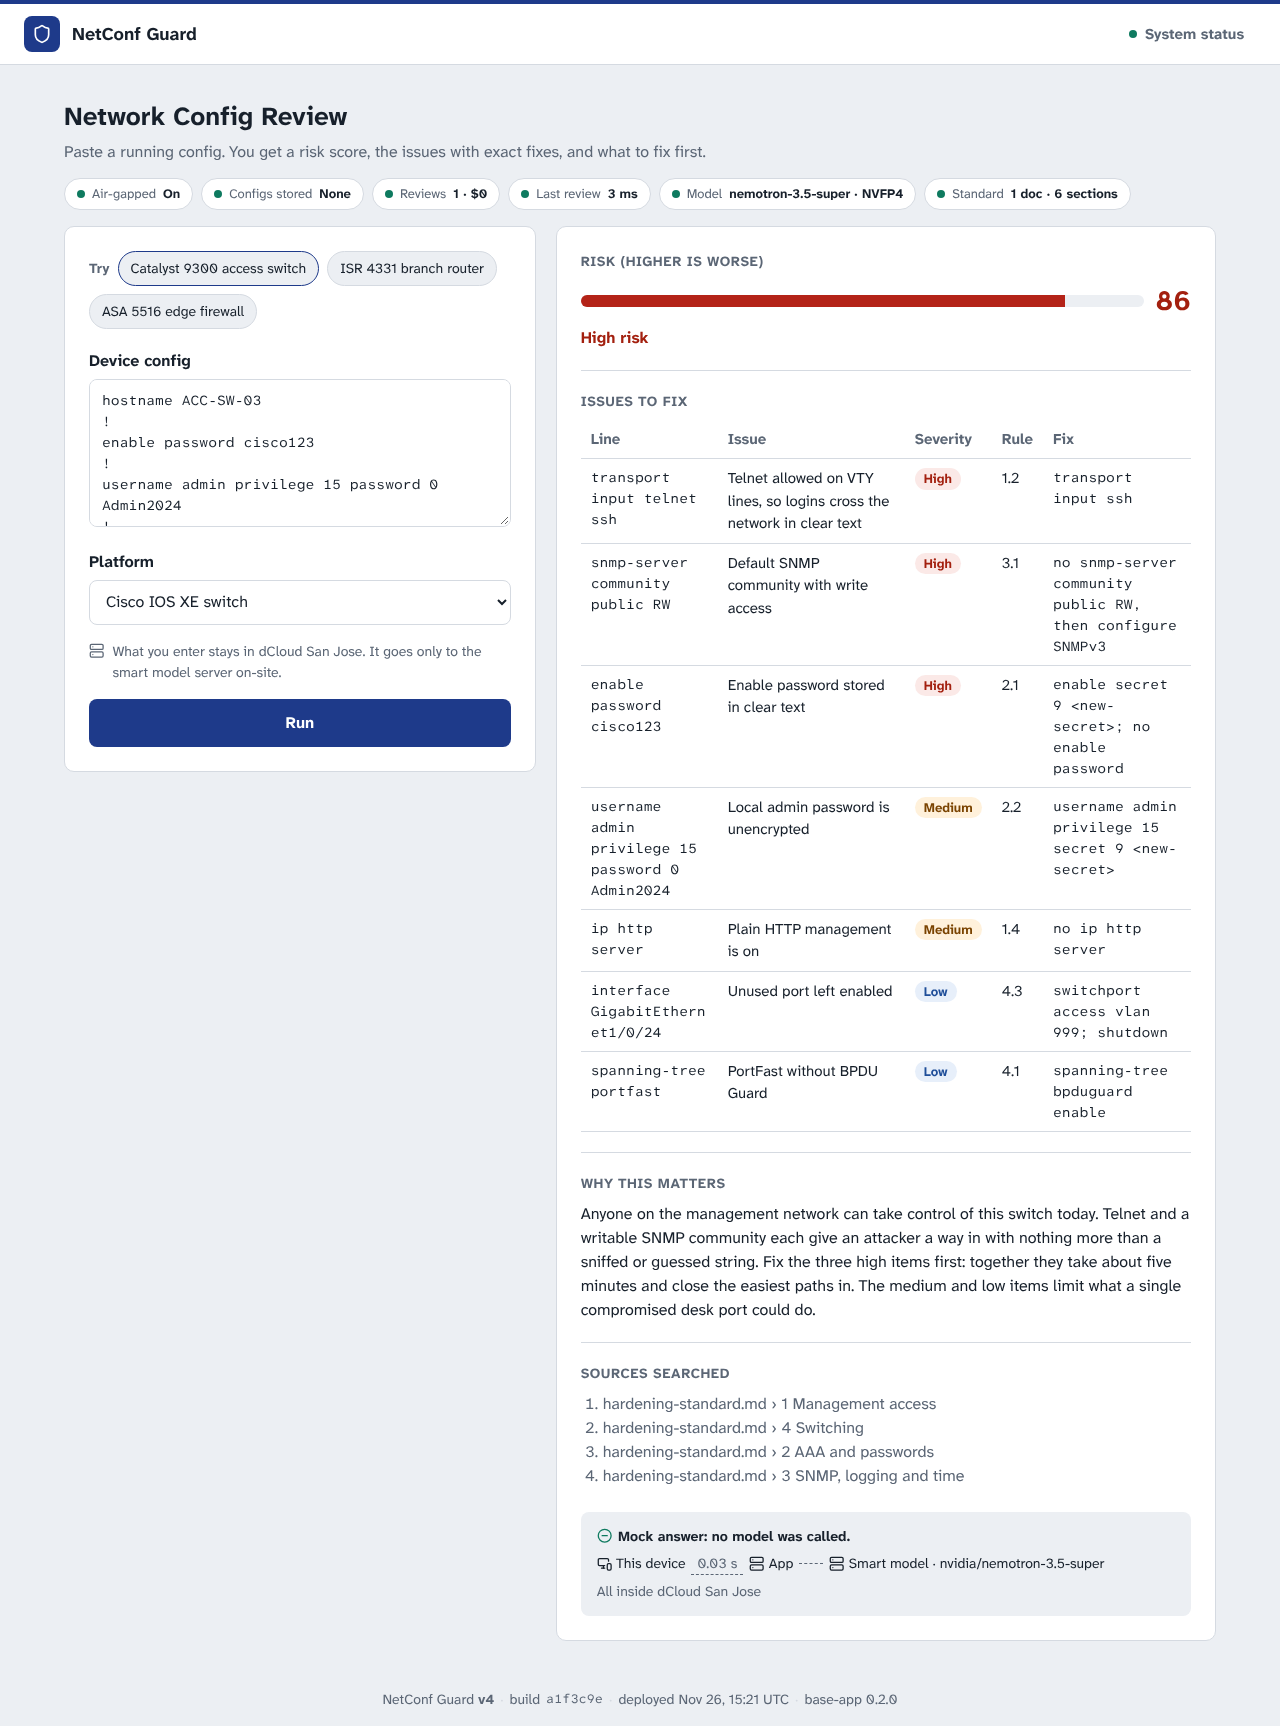 NetConf Guard
System status
Network Config Review
Paste a running config. You get a risk score, the issues with exact fixes, and what to fix first.
Air-gapped On
Configs stored None
Reviews 1 · $0
Last review 3 ms
Model nemotron-3.5-super · NVFP4
Standard 1 doc · 6 sections
Try
Catalyst 9300 access switch
ISR 4331 branch router
ASA 5516 edge firewall
Device config
hostname ACC-SW-03
!
enable password cisco123
!
username admin privilege 15 password 0
Admin2024
Platform
Cisco IOS XE switch
What you enter stays in dCloud San Jose. It goes only to the
smart model server on-site.
Run
RISK (HIGHER IS WORSE)
86
High risk
ISSUES TO FIX
Line Issue Severity Rule Fix
transport Telnet allowed on VTY High 1.2 transport
input telnet lines, so logins cross the input ssh
ssh network in clear text
snmp-server Default SNMP High 3.1 no snmp-server
community community with write community
public RW access public RW,
then configure
SNMPv3
enable Enable password stored High 2.1 enable secret
password in clear text 9 <new-
cisco123 secret>; no
enable
password
username Local admin password is Medium 2.2 username admin
admin unencrypted privilege 15
privilege 15 secret 9 <new-
password 0 secret>
Admin2024
ip http Plain HTTP management Medium 1.4 no ip http
server is on server
interface Unused port left enabled Low 4.3 switchport
GigabitEthern access vlan
et1/0/24 999; shutdown
spanning-tree PortFast without BPDU Low 4.1 spanning-tree
portfast Guard bpduguard
enable
WHY THIS MATTERS
Anyone on the management network can take control of this switch today. Telnet and a
writable SNMP community each give an attacker a way in with nothing more than a
sniffed or guessed string. Fix the three high items first: together they take about five
minutes and close the easiest paths in. The medium and low items limit what a single
compromised desk port could do.
SOURCES SEARCHED
1. hardening-standard.md › 1 Management access
2. hardening-standard.md › 4 Switching
3. hardening-standard.md › 2 AAA and passwords
4. hardening-standard.md › 3 SNMP, logging and time
Mock answer: no model was called.
This device 0.03 s App Smart model · nvidia/nemotron-3.5-super
All inside dCloud San Jose
NetConf Guard v4 · build a1f3c9e · deployed Nov 26, 15:21 UTC · base-app 0.2.0